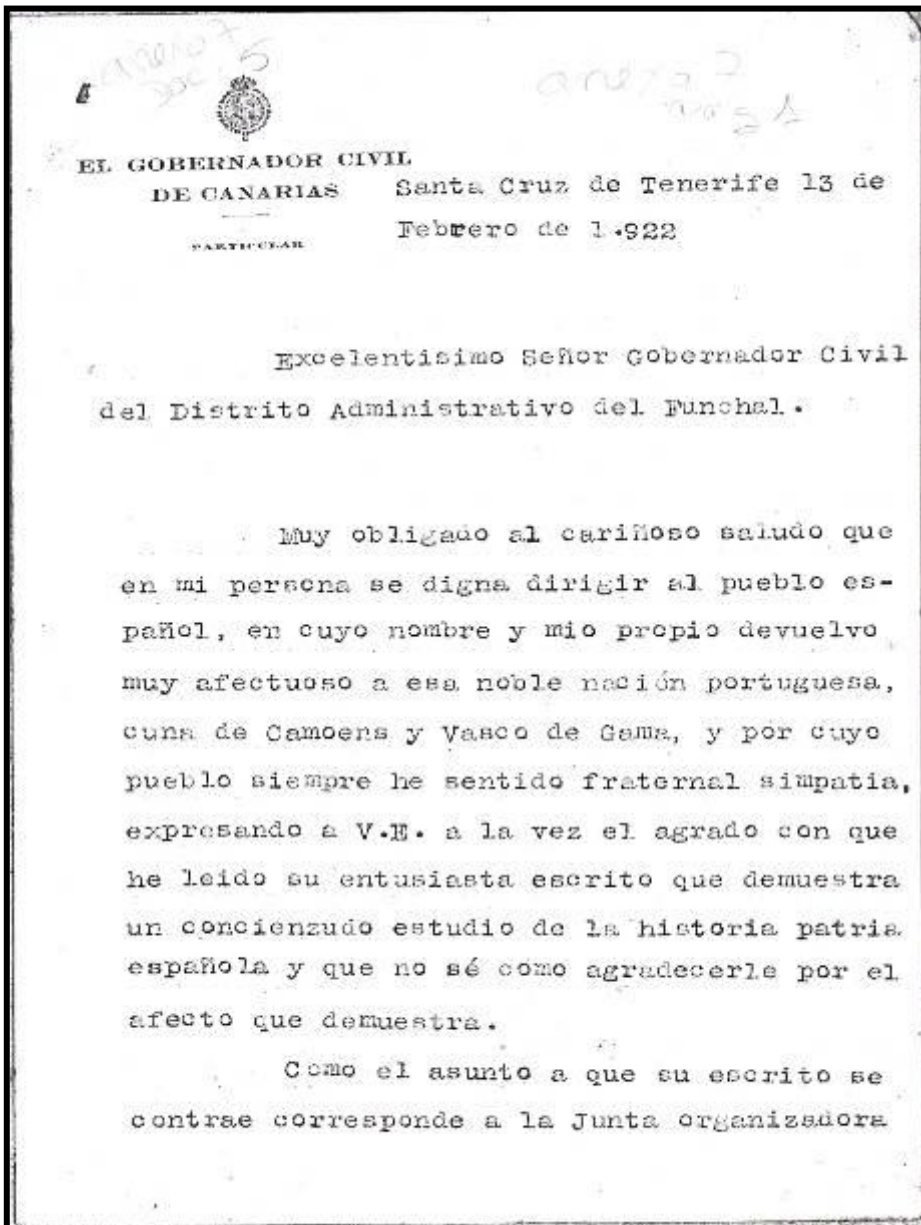 anexo 7
5
anexo 7
EL GOBERNADOR CIVIL
DE CANARIAS
PARTICULAR
Santa Cruz de Tenerife 13 de
Febrero de 1.922
Excelentisimo Señor Gobernador Civil
del Distrito Administrativo del Funchal.
Muy obligado al cariñoso saludo que
en mi persona se digna dirigir al pueblo es-
pañol, en cuyo nombre y mio propio devuelvo
muy afectuoso a esa noble nación portuguesa,
cuna de Camoens y Vasco de Gama, y por cuyo
pueblo siempre he sentido fraternal simpatia,
expresando a V.E. a la vez el agrado con que
he leido su entusiasta escrito que demuestra
un concienzudo estudio de la historia patria
española y que no sé como agradecerle por el
afecto que demuestra.
Como el asunto a que su escrito se
contrae corresponde a la Junta organizadora